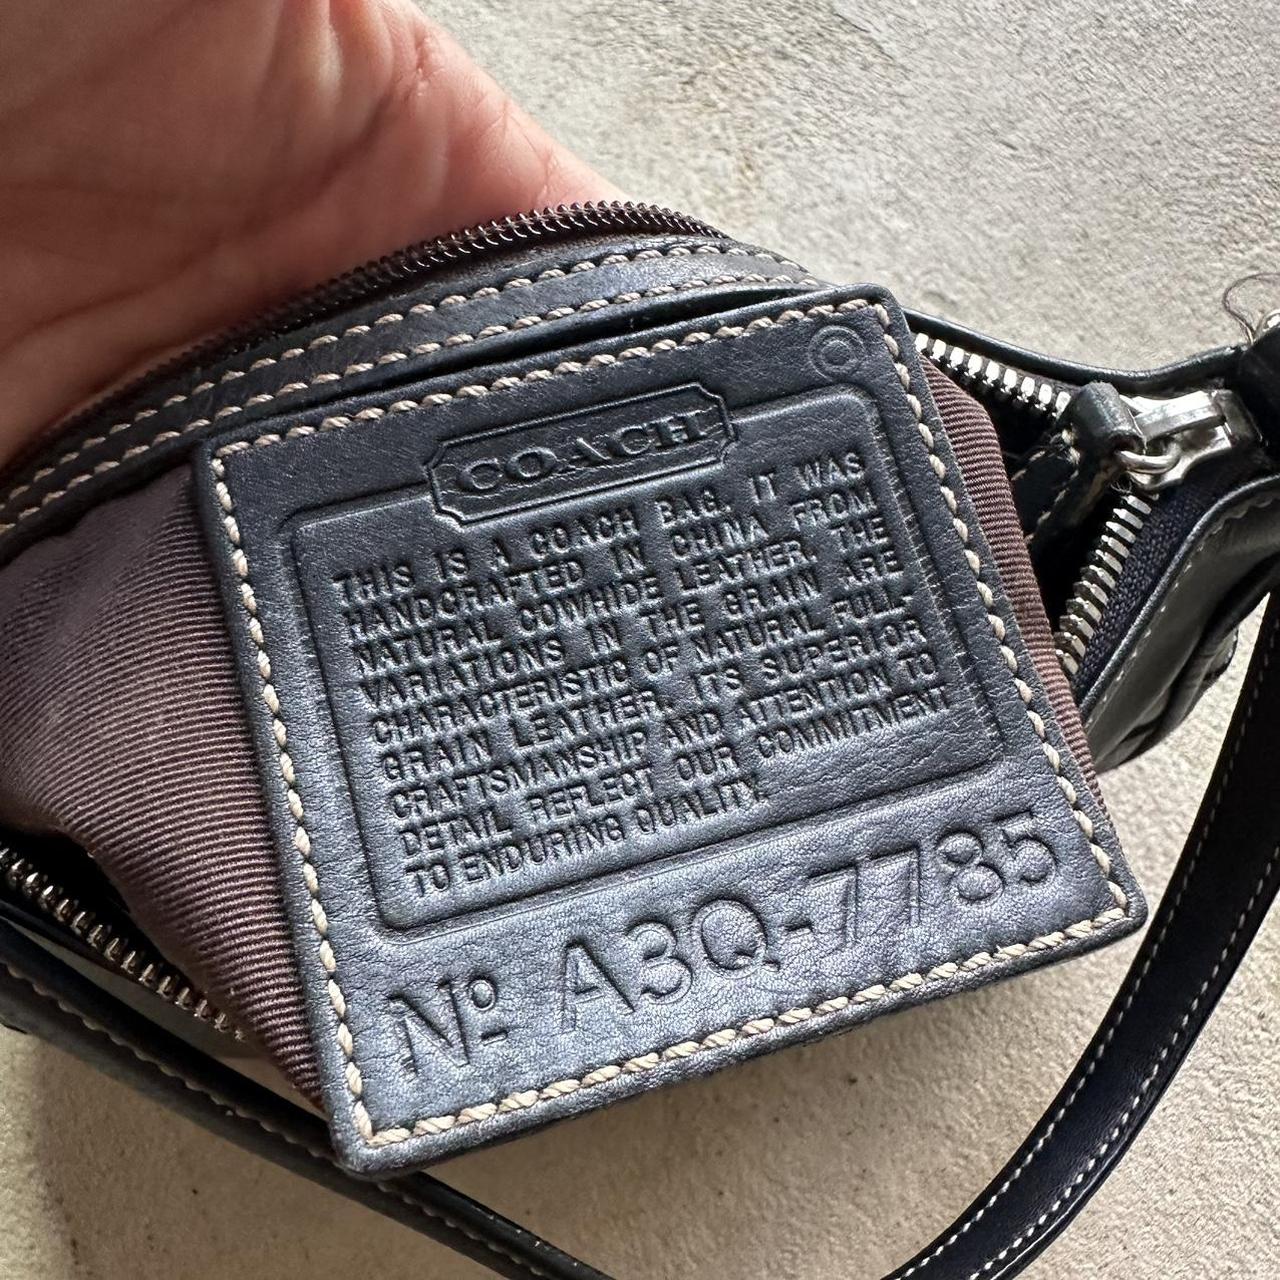 COACH
THIS IS A COACH BAG. IT WAS
HANDCRAFTED IN CHINA FROM
NATURAL COWHIDE LEATHER. THE
VARIATIONS IN THE GRAIN ARE
CHARACTERISTIC OF NATURAL FULL-
GRAIN LEATHER. ITS SUPERIOR
CRAFTSMANSHIP AND ATTENTION TO
DETAIL REFLECT OUR COMMITMENT
TO ENDURING QUALITY.
Nº A3Q-7785